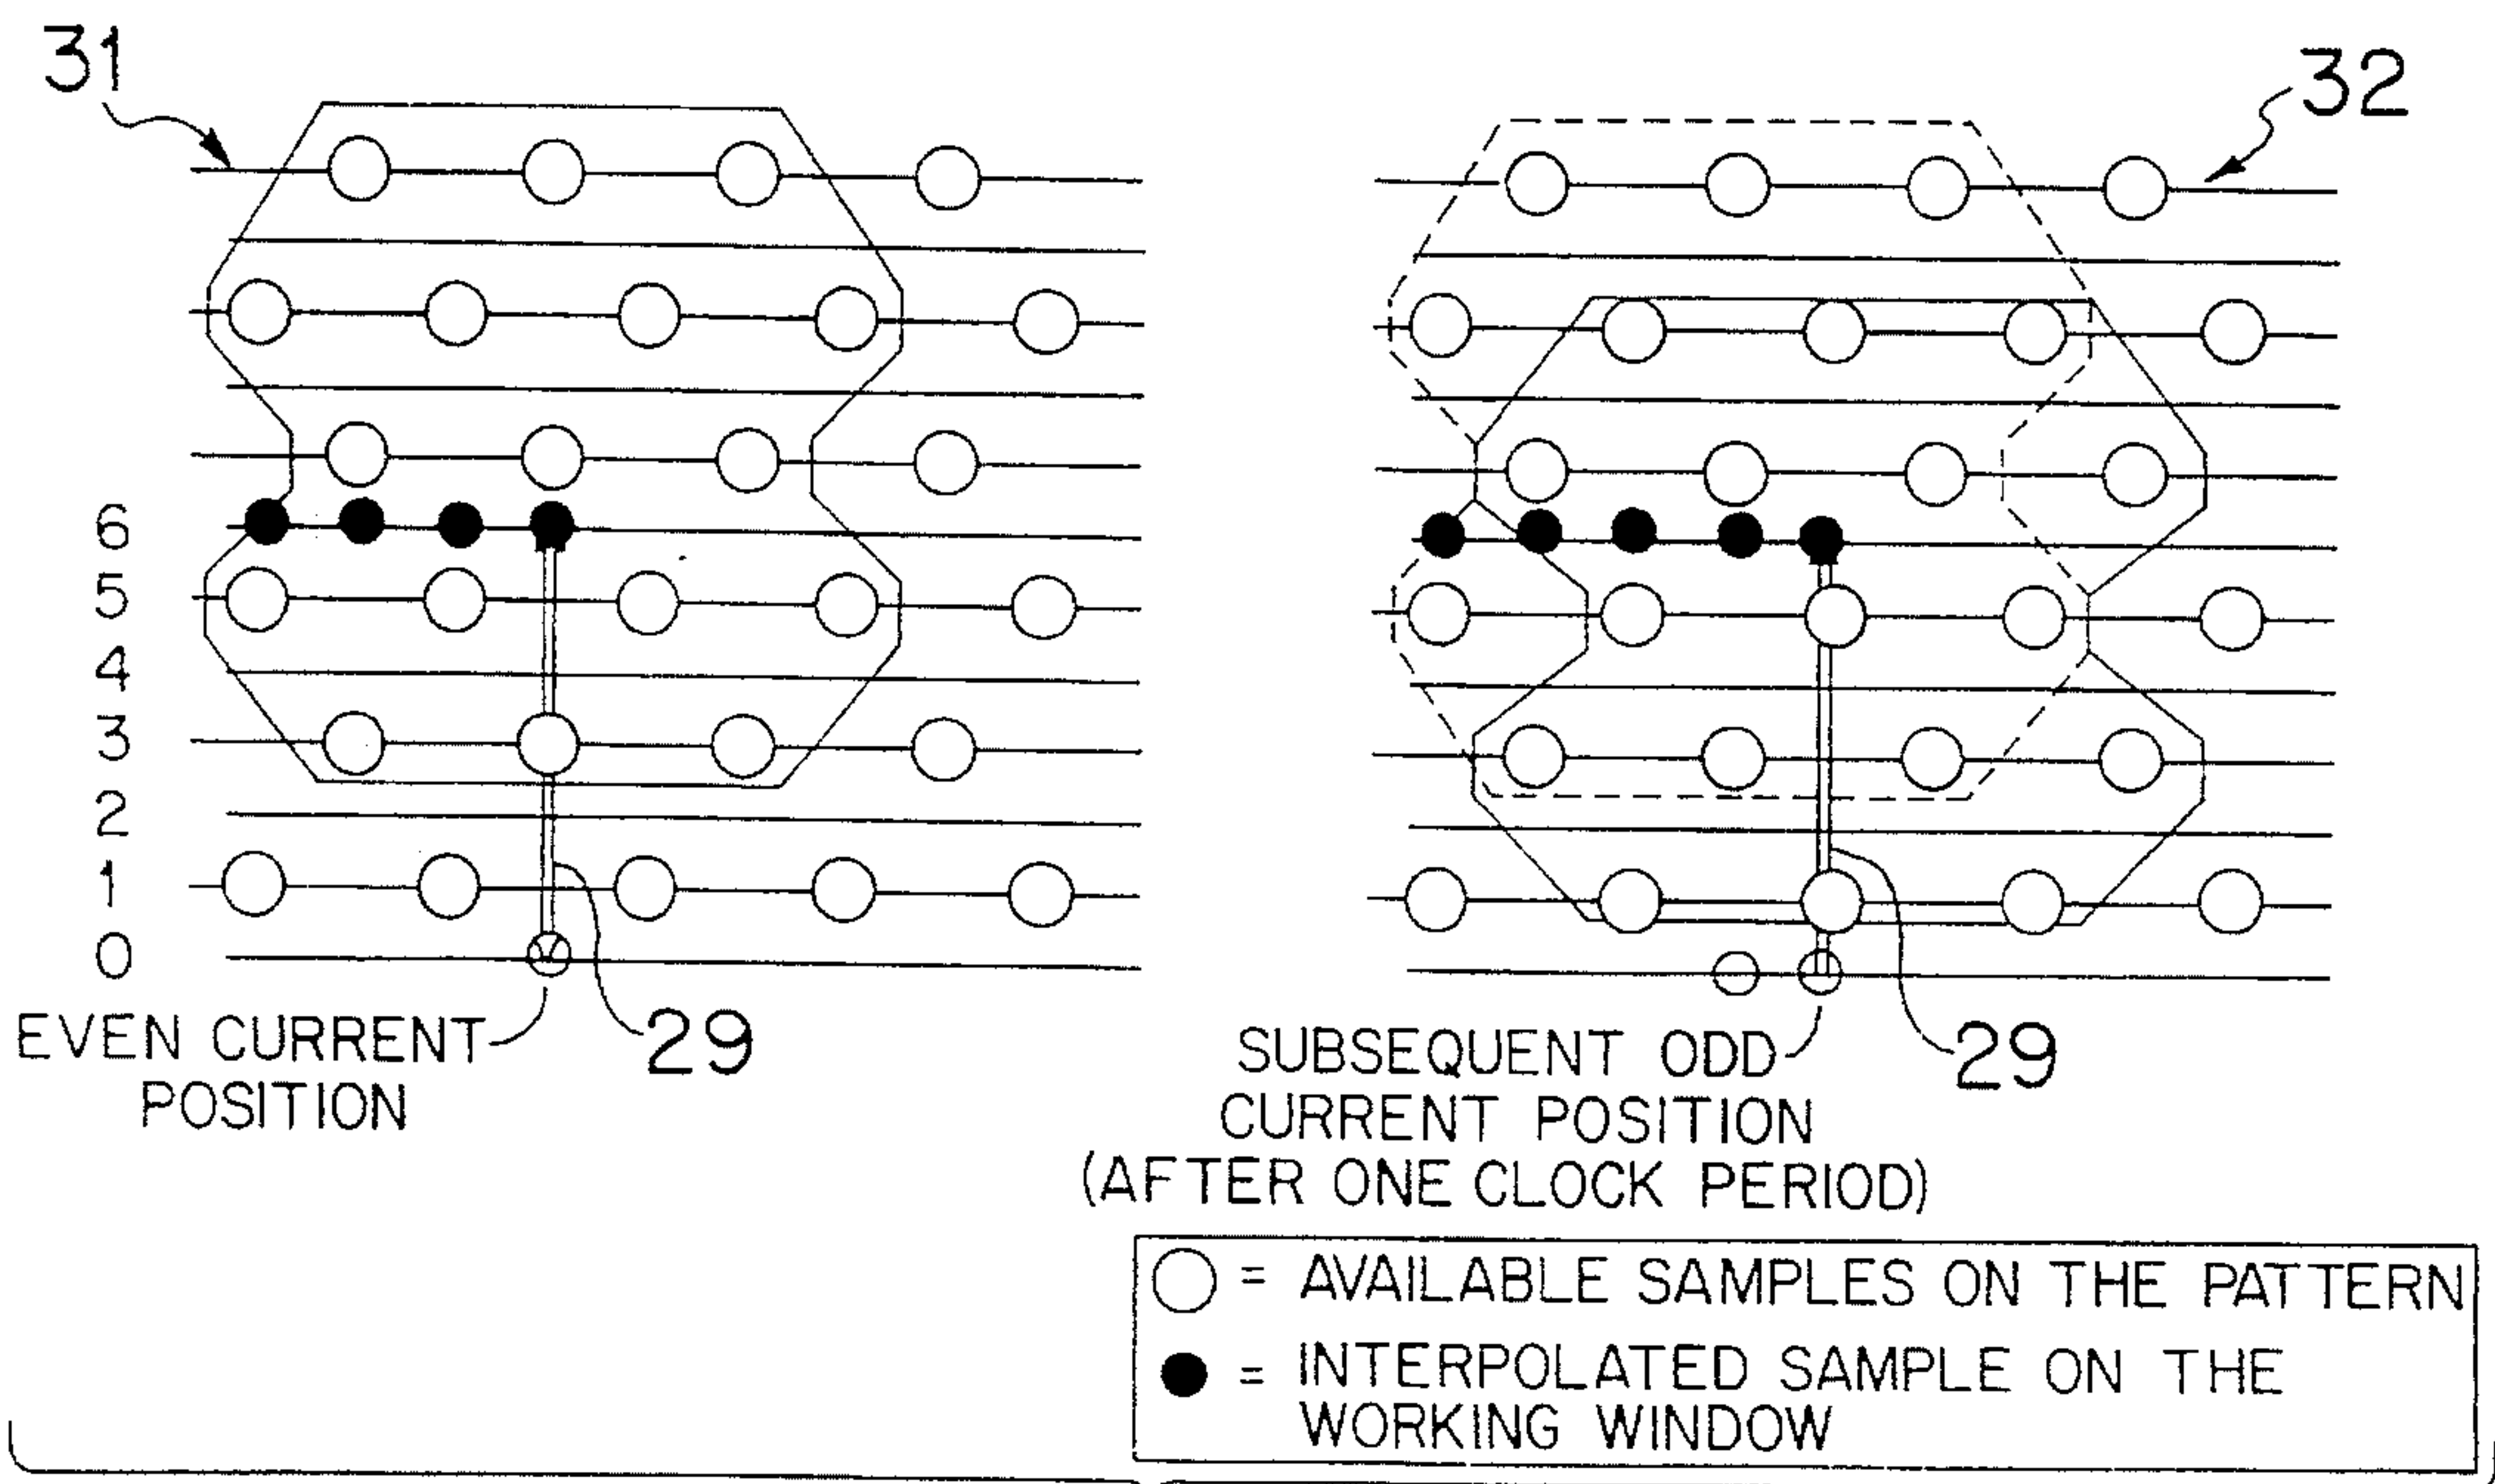 31
32
6
5
4
3
2
1
0
EVEN CURRENT
POSITION
29
SUBSEQUENT ODD
CURRENT POSITION
(AFTER ONE CLOCK PERIOD)
29
= AVAILABLE SAMPLES ON THE PATTERN
= INTERPOLATED SAMPLE ON THE
WORKING WINDOW